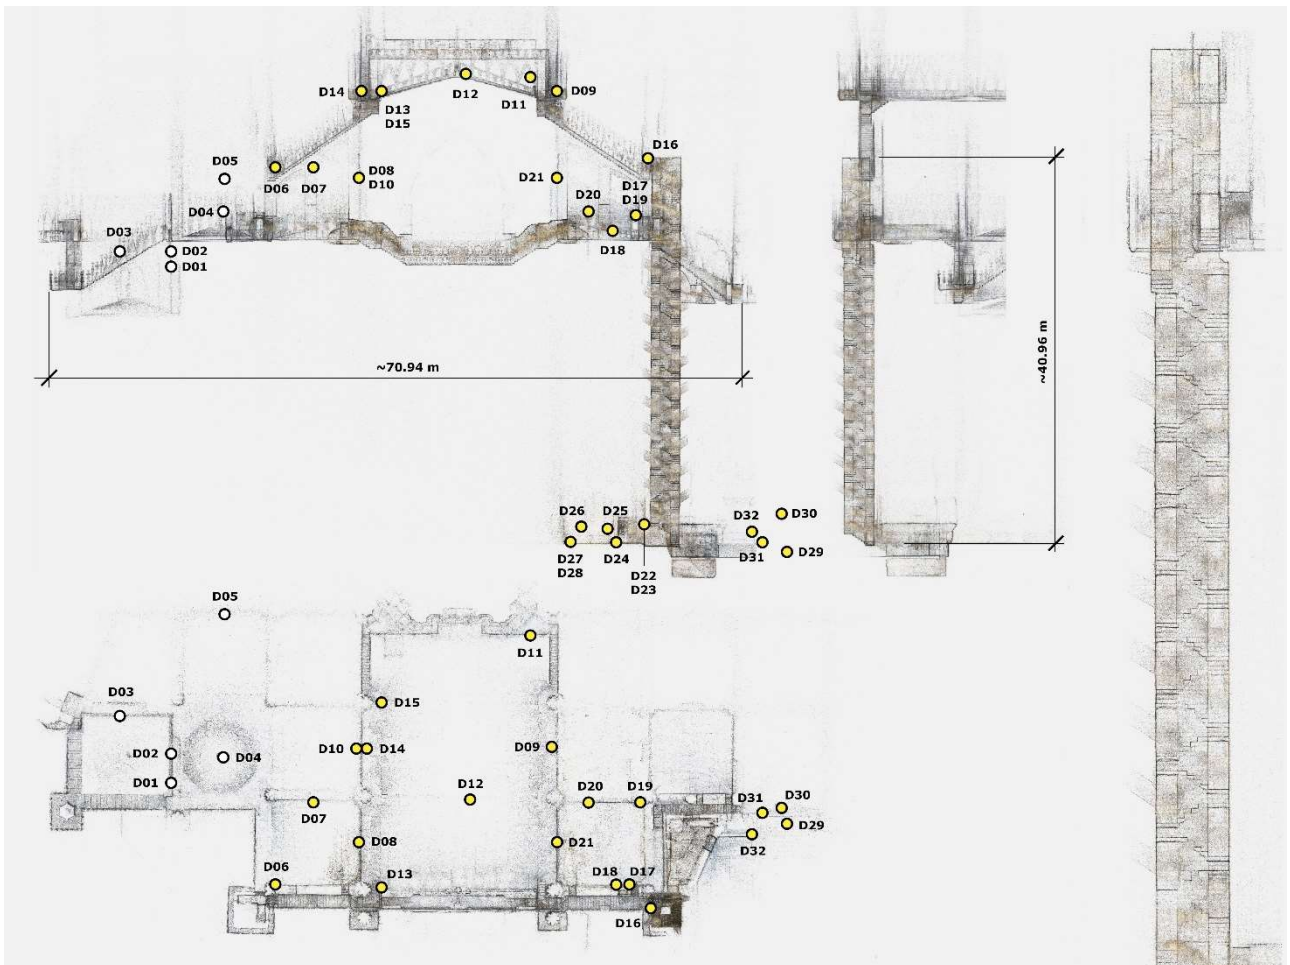 D14
D13
D15
D12
D11
D09
D16
D05
D06
D07
D08
D10
D21
D17
D19
D20
D04
D18
D03
D02
D01
~70.94 m
~40.96 m
D26
D25
D32
D30
D27
D28
D24
D31
D29
D22
D23
D05
D11
D03
D15
D02
D04
D10
D14
D09
D01
D12
D07
D20
D19
D31
D30
D29
D32
D08
D21
D06
D13
D18
D17
D16